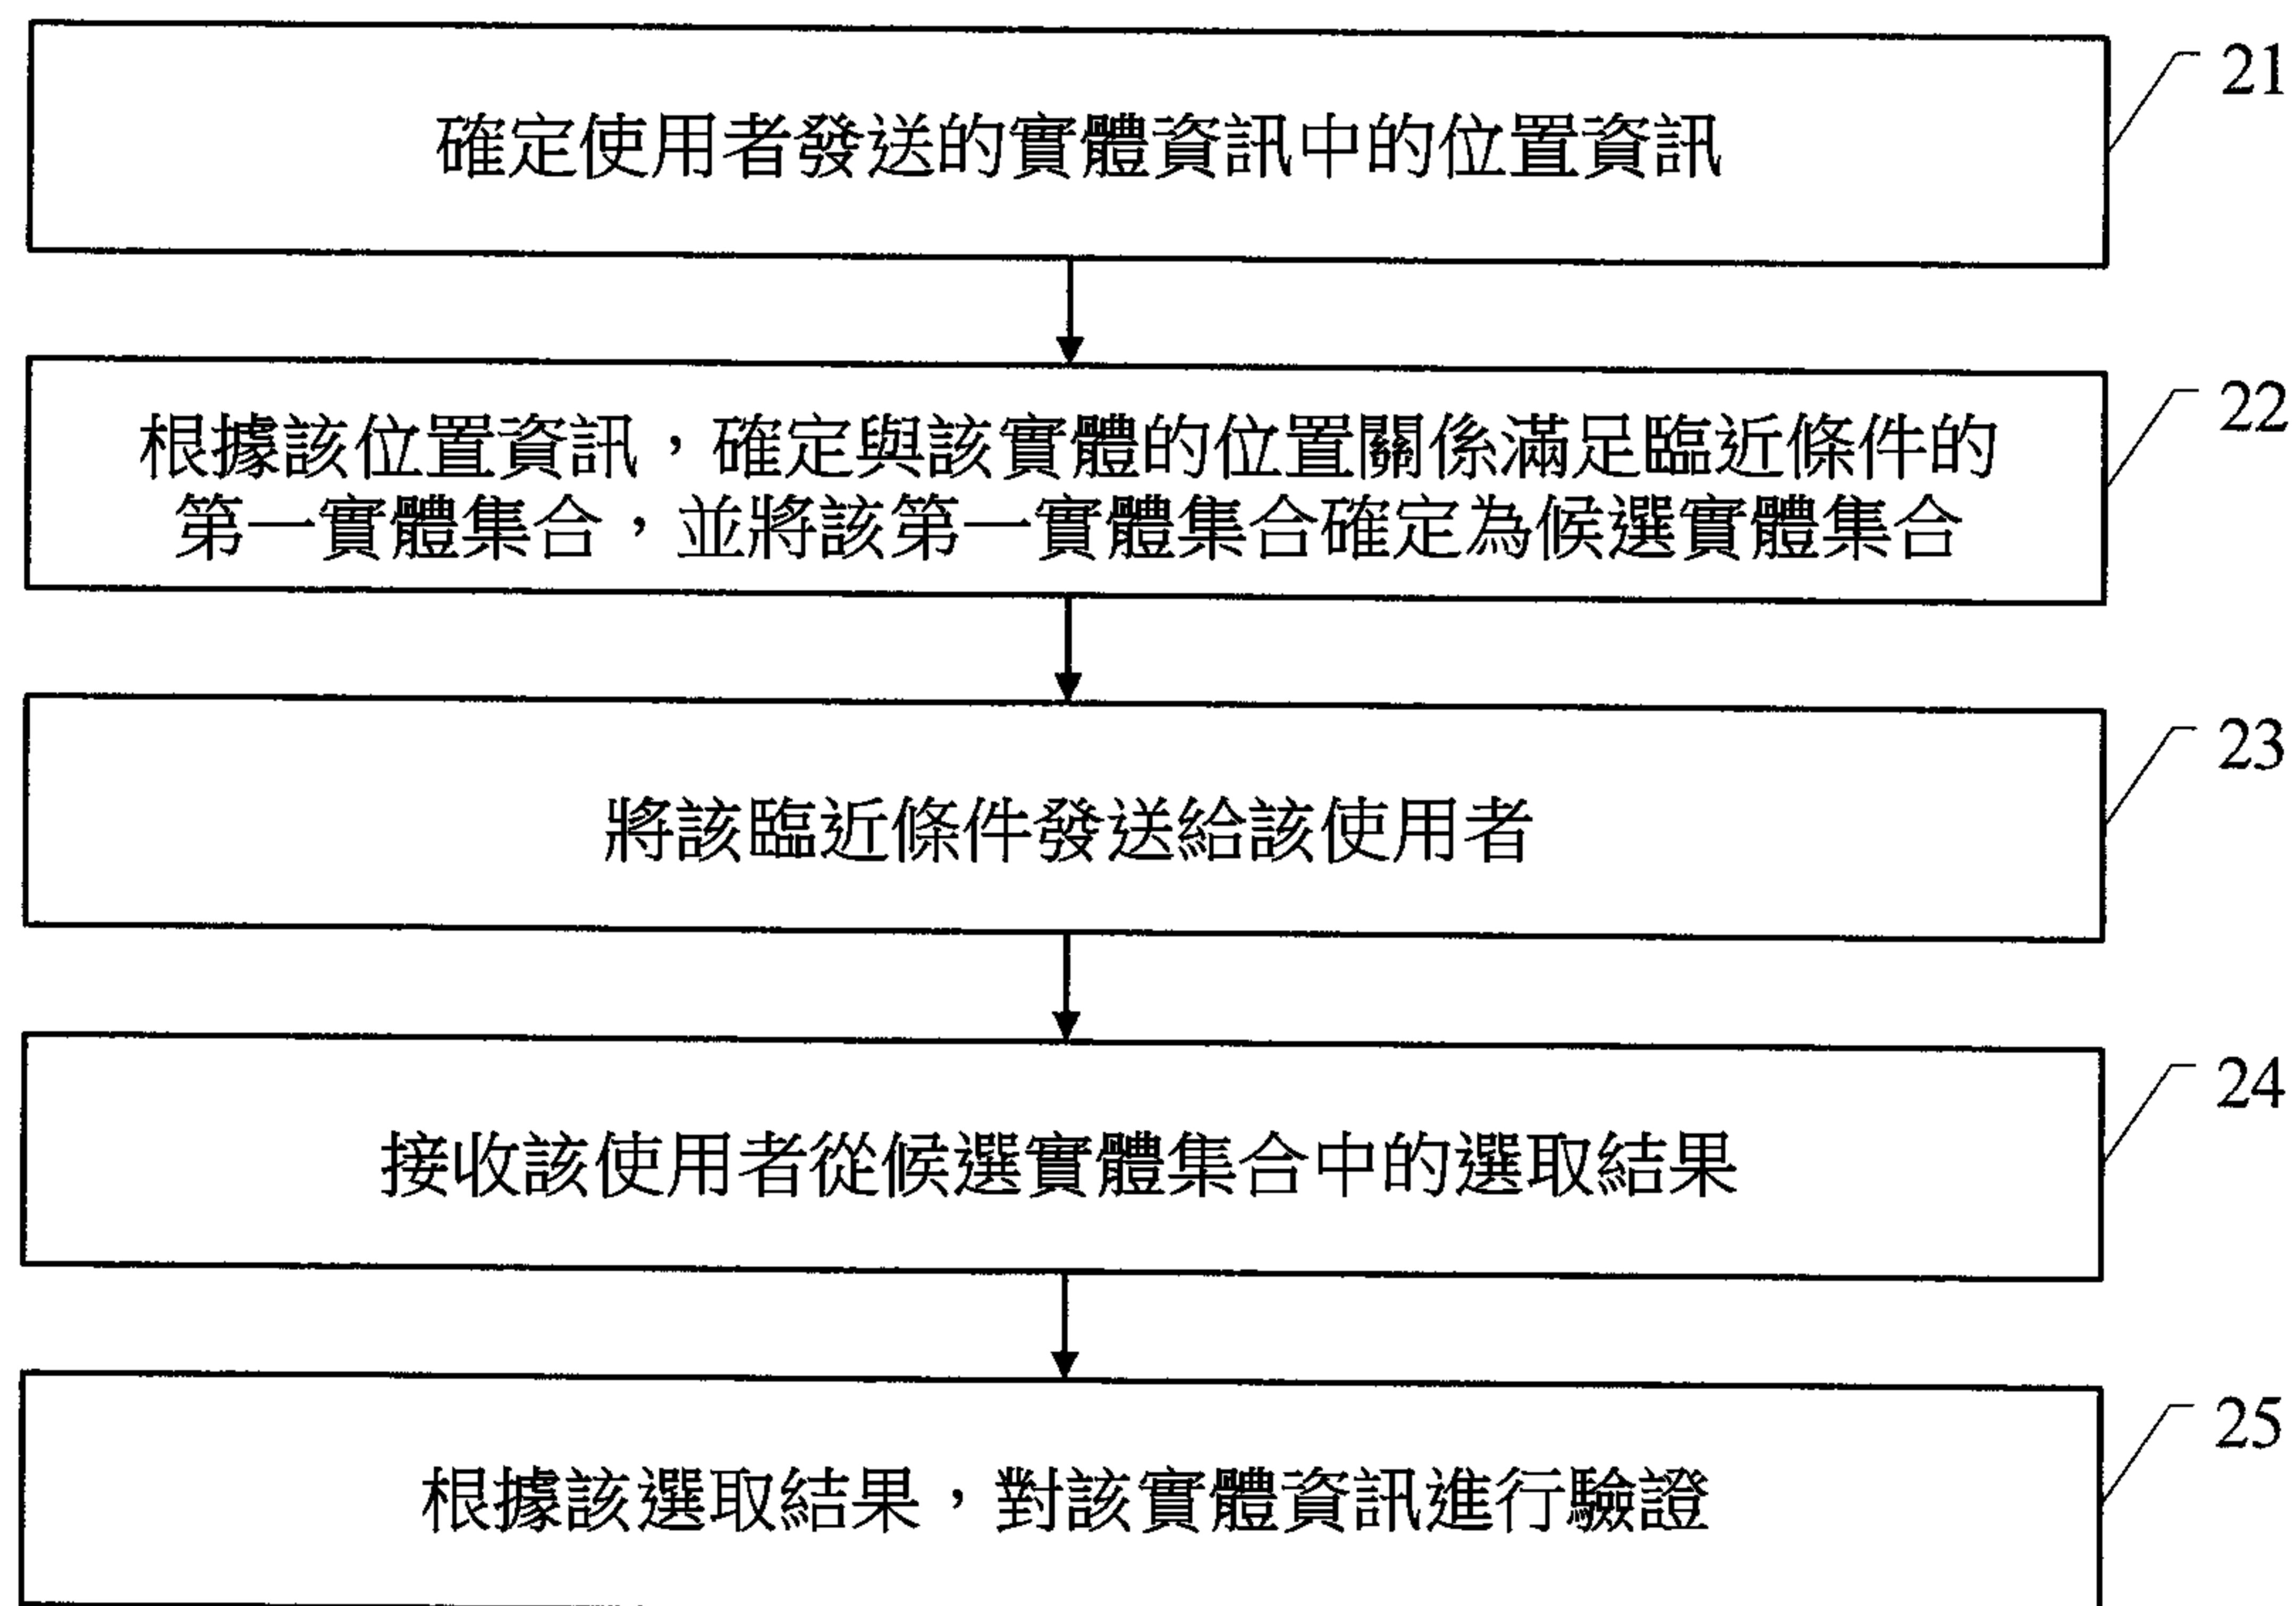 確定使用者發送的實體資訊中的位置資訊
21
根據該位置資訊，確定與該實體的位置關係滿足臨近條件的
第一實體集合，並將該第一實體集合確定為候選實體集合
22
將該臨近條件發送給該使用者
23
接收該使用者從候選實體集合中的選取結果
24
根據該選取結果，對該實體資訊進行驗證
25